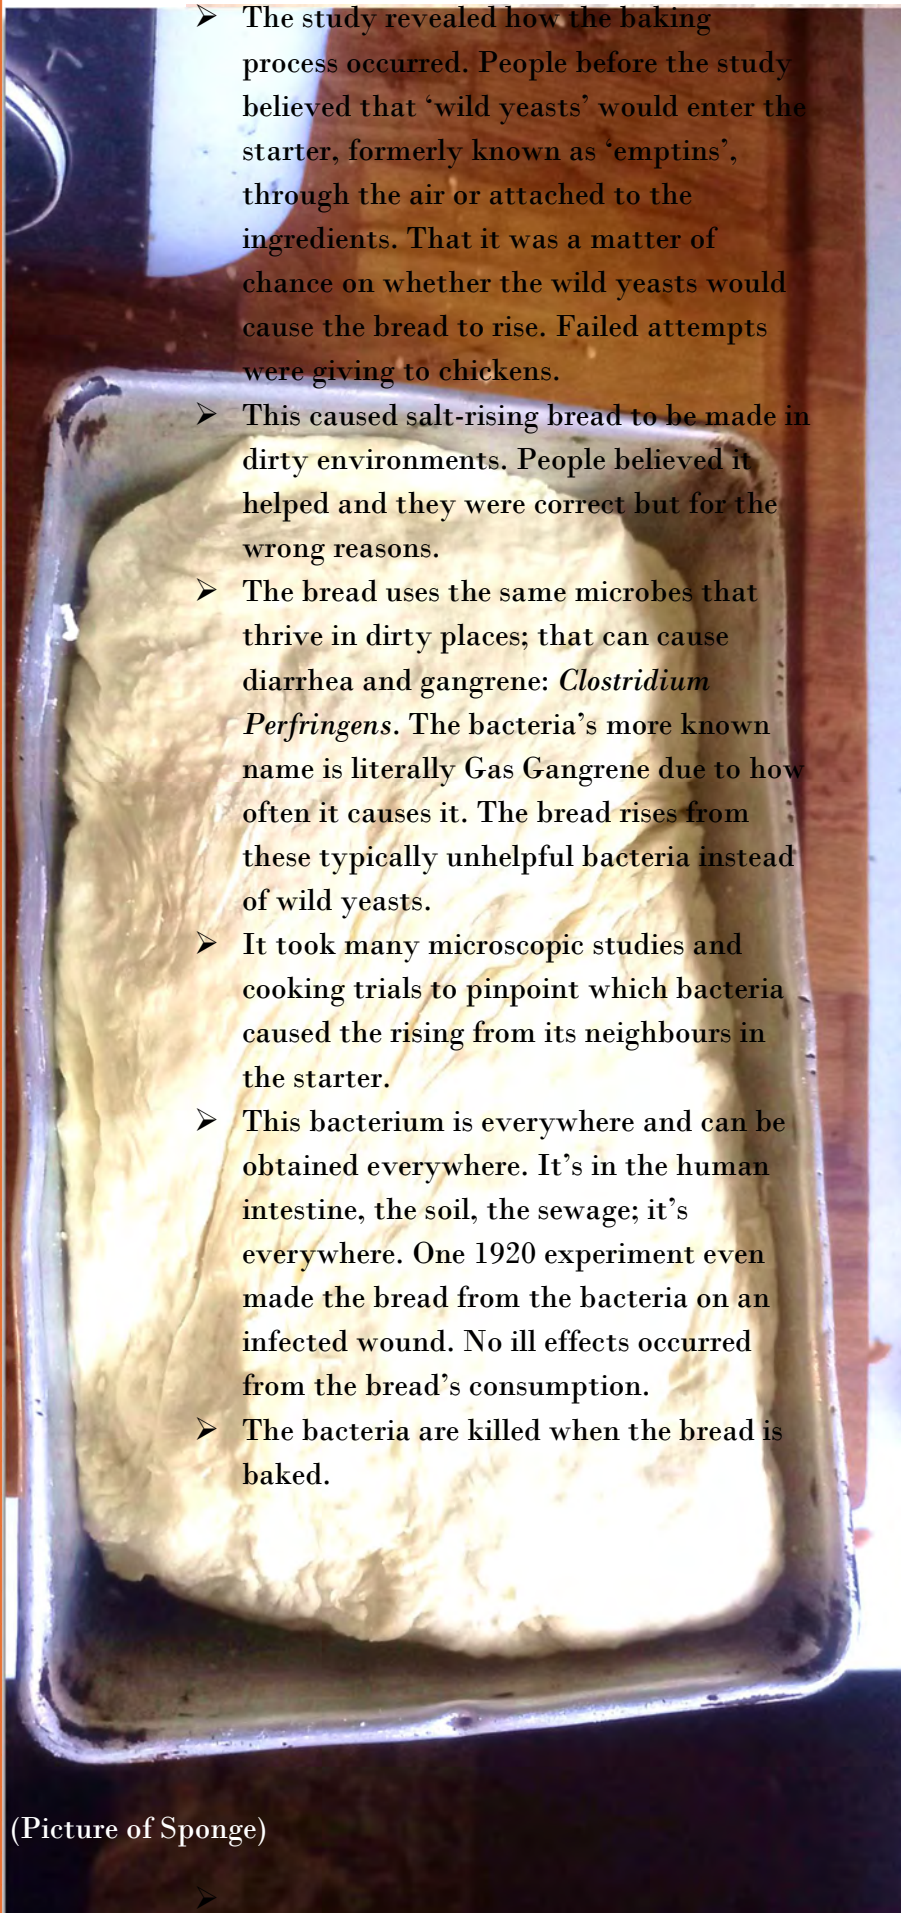 ➢ The study revealed how the baking
process occurred. People before the study
believed that ‘wild yeasts’ would enter the
starter, formerly known as ‘emptins’,
through the air or attached to the
ingredients. That it was a matter of
chance on whether the wild yeasts would
cause the bread to rise. Failed attempts
were giving to chickens.
➢ This caused salt-rising bread to be made in
dirty environments. People believed it
helped and they were correct but for the
wrong reasons.
➢ The bread uses the same microbes that
thrive in dirty places; that can cause
diarrhea and gangrene: Clostridium
Perfringens. The bacteria’s more known
name is literally Gas Gangrene due to how
often it causes it. The bread rises from
these typically unhelpful bacteria instead
of wild yeasts.
➢ It took many microscopic studies and
cooking trials to pinpoint which bacteria
caused the rising from its neighbours in
the starter.
➢ This bacterium is everywhere and can be
obtained everywhere. It’s in the human
intestine, the soil, the sewage; it’s
everywhere. One 1920 experiment even
made the bread from the bacteria on an
infected wound. No ill effects occurred
from the bread’s consumption.
➢ The bacteria are killed when the bread is
baked.
(Picture of Sponge)
➢